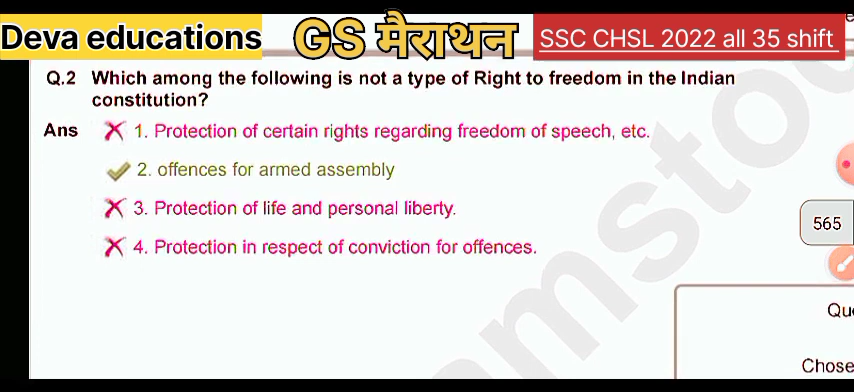 Deva educations GS मैराथन SSC CHSL 2022 all 35 shift
Q.2 Which among the following is not a type of Right to freedom in the Indian
constitution?
Ans 1. Protection of certain rights regarding freedom of speech, etc.
2. offences for armed assembly
3. Protection of life and personal liberty.
565
4. Protection in respect of conviction for offences.
Chose